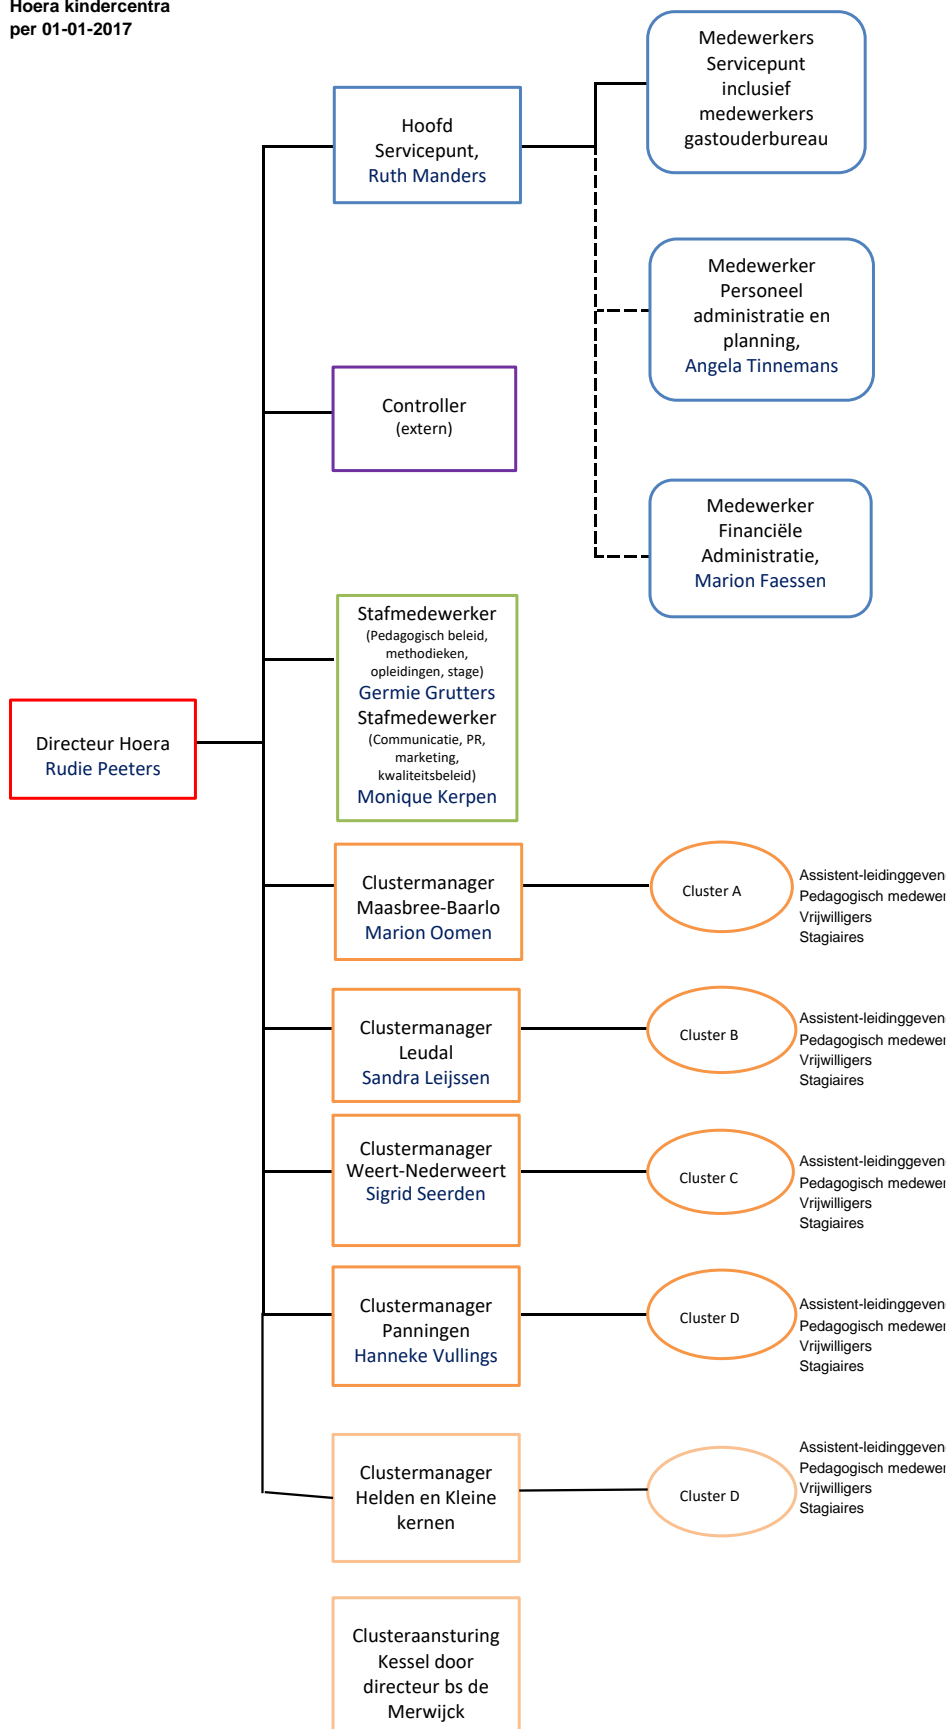 Hoera kindercentra
per 01-01-2017
Medewerkers
Servicepunt
inclusief
medewerkers
gastouderbureau
Hoofd
Servicepunt,
Ruth Manders
Medewerker
Personeel
administratie en
planning,
Angela Tinnemans
Controller
(extern)
Medewerker
Financiële
Administratie,
Marion Faessen
Stafmedewerker
(Pedagogisch beleid,
methodieken,
opleidingen, stage)
Germie Grutters
Stafmedewerker
(Communicatie, PR,
marketing,
kwaliteitsbeleid)
Monique Kerpen
Directeur Hoera
Rudie Peeters
Clustermanager
Maasbree-Baarlo
Marion Oomen
Cluster A
Assistent-leidinggeven
Pedagogisch medewer
Vrijwilligers
Stagiaires
Clustermanager
Leudal
Sandra Leijssen
Cluster B
Assistent-leidinggeven
Pedagogisch medewer
Vrijwilligers
Stagiaires
Clustermanager
Weert-Nederweert
Sigrid Seerden
Cluster C
Assistent-leidinggeven
Pedagogisch medewer
Vrijwilligers
Stagiaires
Clustermanager
Panningen
Hanneke Vullings
Cluster D
Assistent-leidinggeven
Pedagogisch medewer
Vrijwilligers
Stagiaires
Clustermanager
Helden en Kleine
kernen
Cluster D
Assistent-leidinggeven
Pedagogisch medewer
Vrijwilligers
Stagiaires
Clusteraansturing
Kessel door
directeur bs de
Merwijck